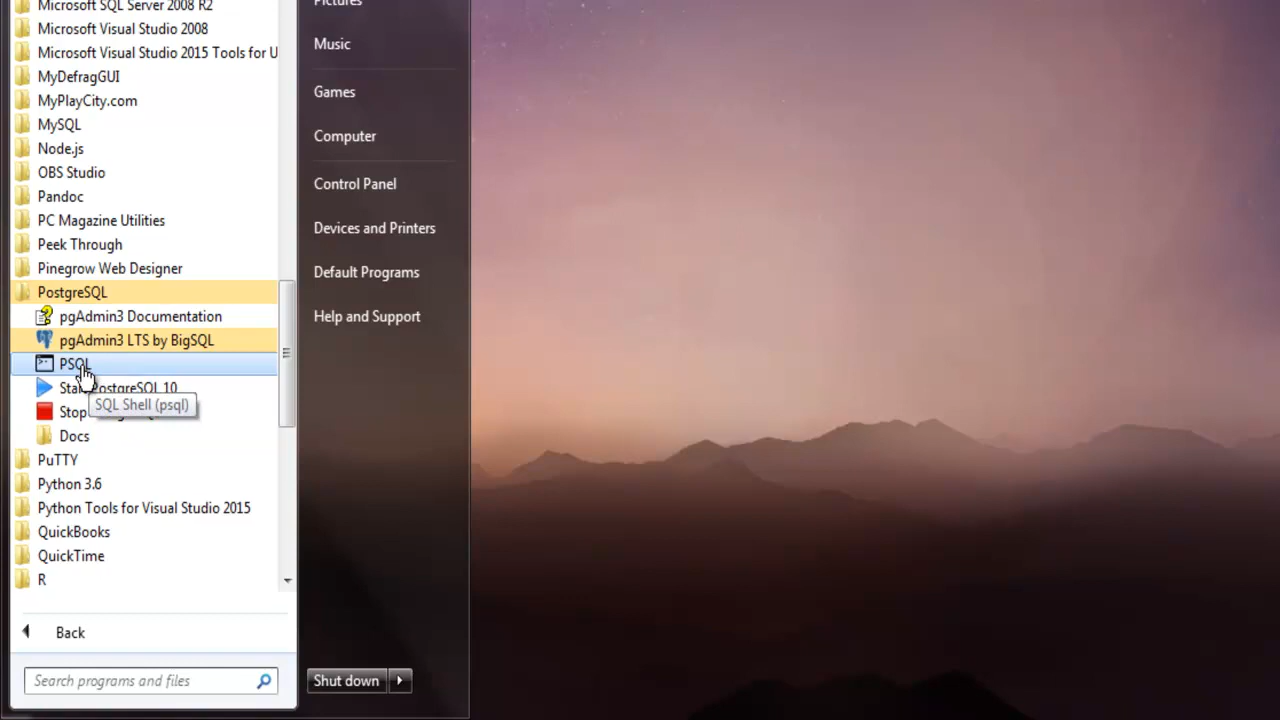 Microsoft SQL Server 2008 R2
Microsoft Visual Studio 2008
Microsoft Visual Studio 2015 Tools for U
MyDefragGUI
MyPlayCity.com
MySQL
Node.js
OBS Studio
Pandoc
PC Magazine Utilities
Peek Through
Pinegrow Web Designer
PostgreSQL
pgAdmin3 Documentation
pgAdmin3 LTS by BigSQL
PSQL
PostgreSQL 10
SQL Shell (psql)
Stop
Docs
PuTTY
Python 3.6
Python Tools for Visual Studio 2015
QuickBooks
QuickTime
R
Back
Search programs and files
Pictures
Music
Games
Computer
Control Panel
Devices and Printers
Default Programs
Help and Support
Shut down